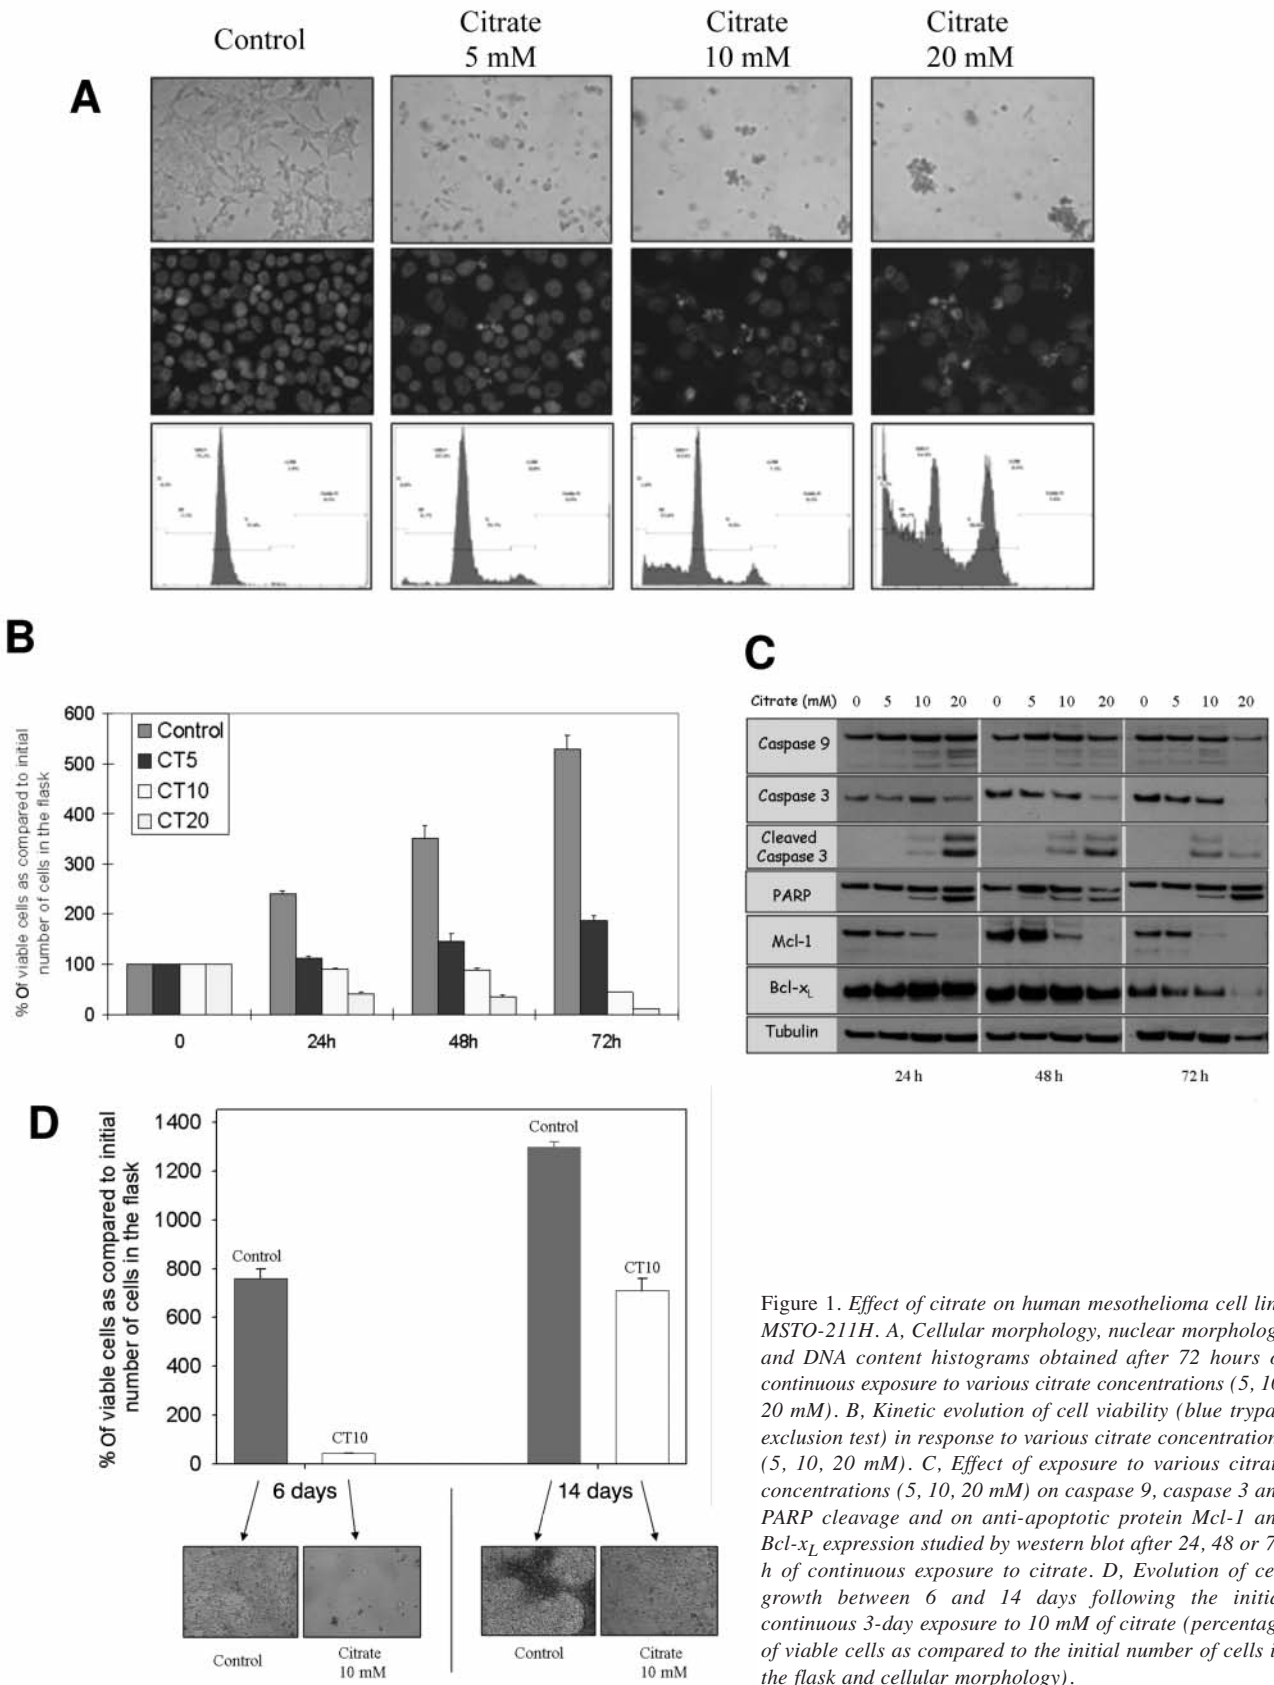 Control
Citrate
5 mM
Citrate
10 mM
Citrate
20 mM
A
B
% Of viable cells as compared to initial
number of cells in the flask
600
500
400
300
200
100
0
Control
CT5
CT10
CT20
0 24h 48h 72h
C
Citrate (mM) 0 5 10 20 0 5 10 20 0 5 10 20
Caspase 9
Caspase 3
Cleaved
Caspase 3
PARP
Mcl-1
Bcl-xL
Tubulin
24 h 48 h 72 h
D
% Of viable cells as compared to initial
number of cells in the flask
1400
1200
1000
800
600
400
200
0
Control
CT10
Control
CT10
6 days 14 days
Control
Citrate
10 mM
Control
Citrate
10 mM
Figure 1. Effect of citrate on human mesothelioma cell lin
MSTO-211H. A, Cellular morphology, nuclear morpholog
and DNA content histograms obtained after 72 hours o
continuous exposure to various citrate concentrations (5, 10
20 mM). B, Kinetic evolution of cell viability (blue trypa
exclusion test) in response to various citrate concentration
(5, 10, 20 mM). C, Effect of exposure to various citrat
concentrations (5, 10, 20 mM) on caspase 9, caspase 3 an
PARP cleavage and on anti-apoptotic protein Mcl-1 an
Bcl-xL expression studied by western blot after 24, 48 or 7
h of continuous exposure to citrate. D, Evolution of ce
growth between 6 and 14 days following the initia
continuous 3-day exposure to 10 mM of citrate (percentag
of viable cells as compared to the initial number of cells i
the flask and cellular morphology).